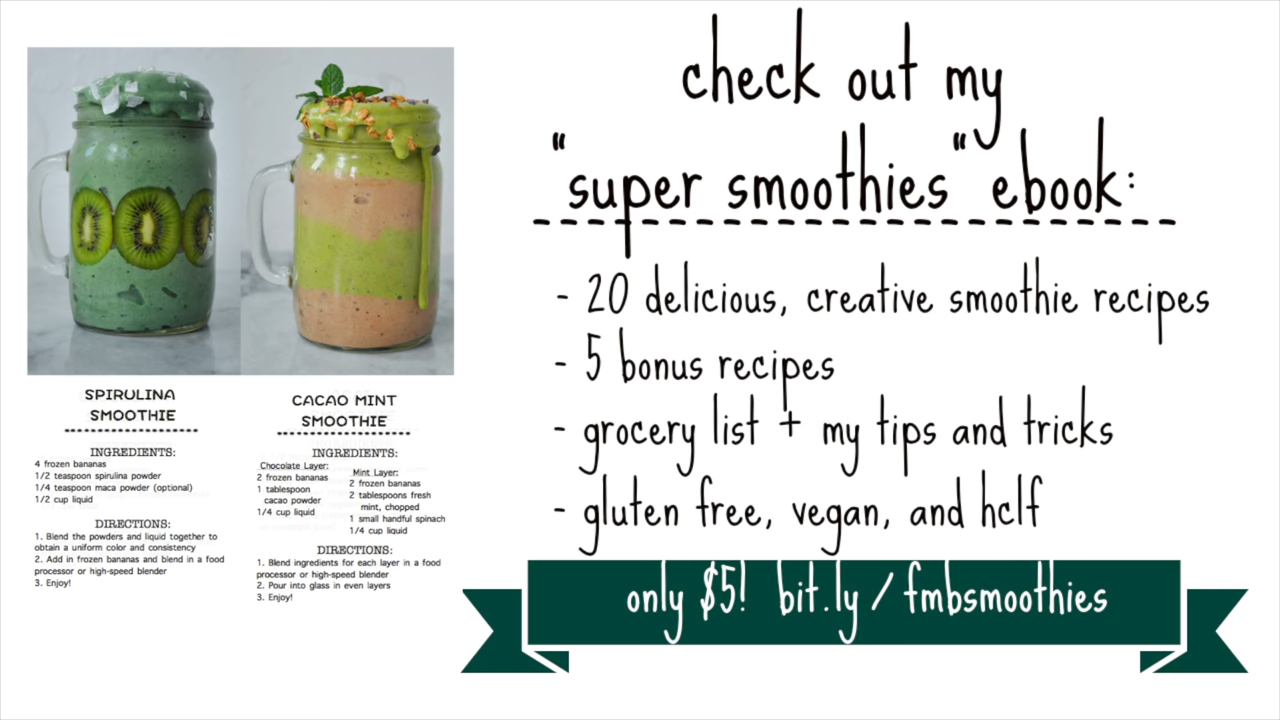 check out my
"super smoothies" ebook:
- 20 delicious, creative smoothie recipes
- 5 bonus recipes
- grocery list + my tips and tricks
- gluten free, vegan, and hclf
only $5! bit.ly/fmbsmoothies
SPIRULINA
SMOOTHIE
INGREDIENTS:
4 frozen bananas
1/2 teaspoon spirulina powder
1/4 teaspoon maca powder (optional)
1/2 cup liquid
DIRECTIONS:
1. Blend the powders and liquid together to
obtain a uniform color and consistency
2. Add in frozen bananas and blend in a food
processor or high-speed blender
3. Enjoy!
CACAO MINT
SMOOTHIE
INGREDIENTS:
Chocolate Layer:
2 frozen bananas
1 tablespoon
cacao powder
1/4 cup liquid
Mint Layer:
2 frozen bananas
2 tablespoons fresh
mint, chopped
1 small handful spinach
1/4 cup liquid
DIRECTIONS:
1. Blend ingredients for each layer in a food
processor or high-speed blender
2. Pour into glass in even layers
3. Enjoy!